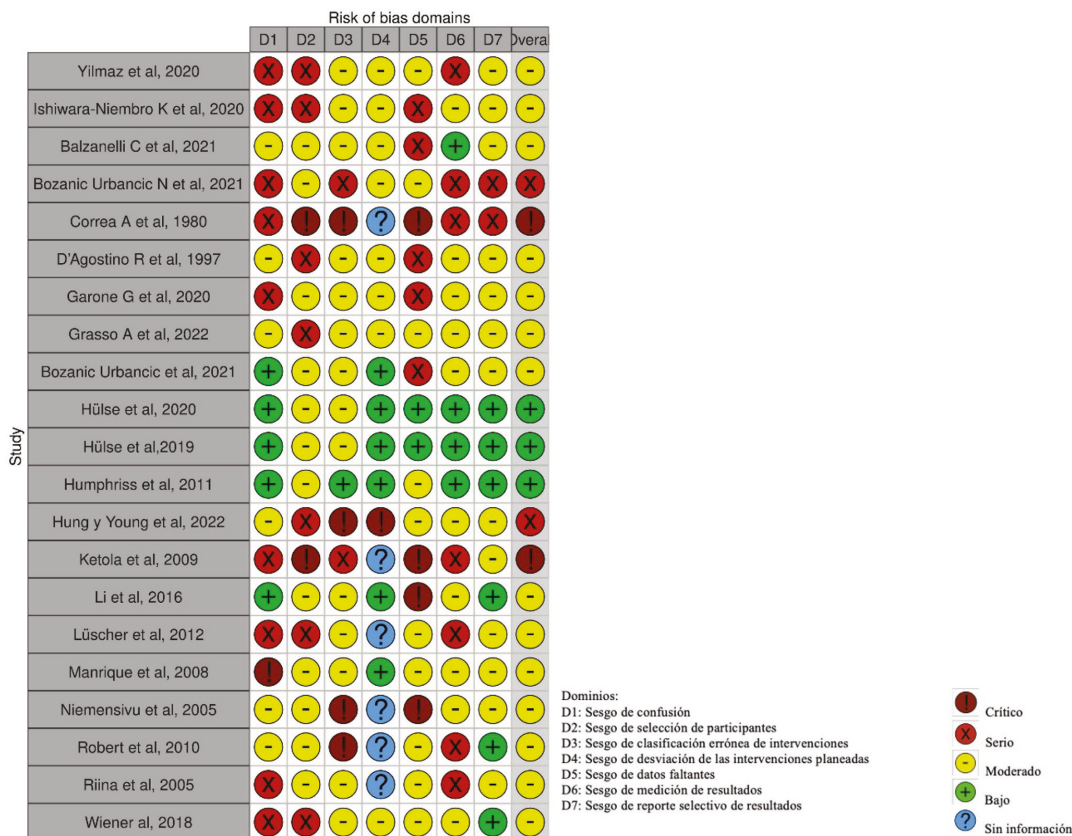 Risk of bias domains
D1 D2 D3 D4 D5 D6 D7 Overal
Study
Yilmaz et al, 2020 X X - - - X - -
Ishiwara-Niembro K et al, 2020 X X - - X - - -
Balzanelli C et al, 2021 - - - - X + - -
Bozanic Urbancic N et al, 2021 X - X - - X X X
Correa A et al, 1980 X ! ! ? ! X X !
D'Agostino R et al, 1997 - X - - X - - -
Garone G et al, 2020 X - - - X - - -
Grasso A et al, 2022 - X - - - - - -
Bozanic Urbancic et al, 2021 + - - + X - - -
Hülse et al, 2020 + - - + + + + +
Hülse et al,2019 + - - + + + + +
Humphriss et al, 2011 + - + + - + + +
Hung y Young et al, 2022 - X ! ! - - - X
Ketola et al, 2009 X ! X ? ! X - !
Li et al, 2016 + - - + ! - + -
Lüscher et al, 2012 X X - ? - X - -
Manrique et al, 2008 ! - - + - - - -
Niemensivu et al, 2005 - - ! ? ! - - -
Robert et al, 2010 - - ! ? - X + -
Riina et al, 2005 X - - ? - X - -
Wiener al, 2018 X X - - - - + -
Dominios:
D1: Sesgo de confusión
D2: Sesgo de selección de participantes
D3: Sesgo de clasificación errónea de intervenciones
D4: Sesgo de desviación de las intervenciones planeadas
D5: Sesgo de datos faltantes
D6: Sesgo de medición de resultados
D7: Sesgo de reporte selectivo de resultados
! Crítico
X Serio
- Moderado
+ Bajo
? Sin información